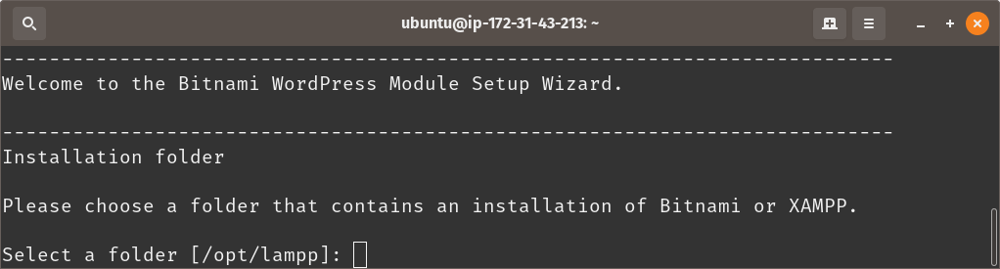 ubuntu@ip-172-31-43-213: ~
----------------------------------------------------------------------------
Welcome to the Bitnami WordPress Module Setup Wizard.
----------------------------------------------------------------------------
Installation folder
Please choose a folder that contains an installation of Bitnami or XAMPP.
Select a folder [/opt/lampp]: